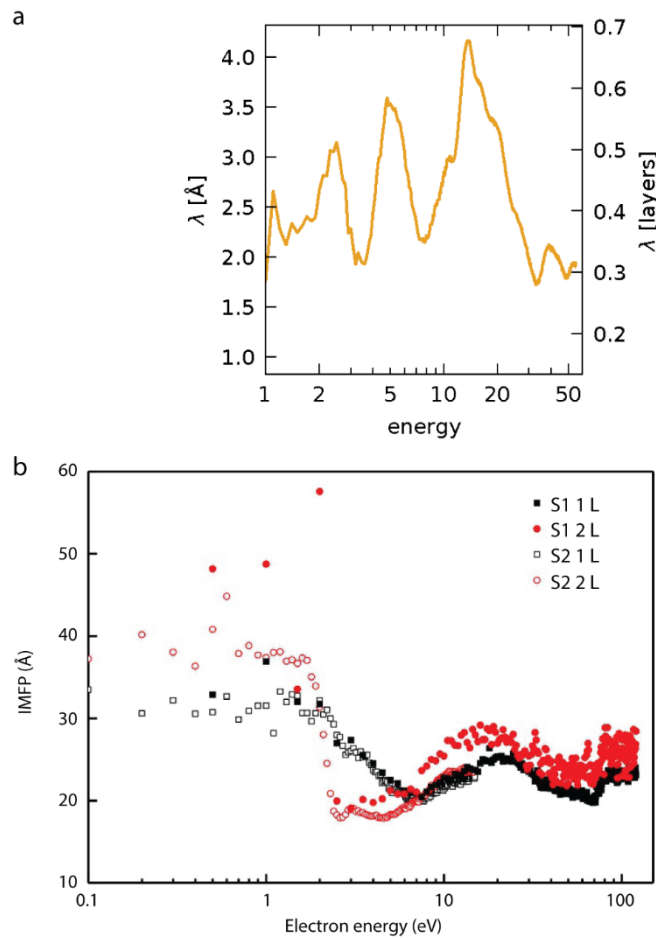 a
4.0
3.5
3.0
2.5
2.0
1.5
1.0
λ [Å]
0.7
0.6
0.5
0.4
0.3
0.2
λ [layers]
1 2 5 10 20 50
energy
b
60
50
40
30
20
10
IMFP (Å)
S1 1 L
S1 2 L
S2 1 L
S2 2 L
0.1 1 10 100
Electron energy (eV)